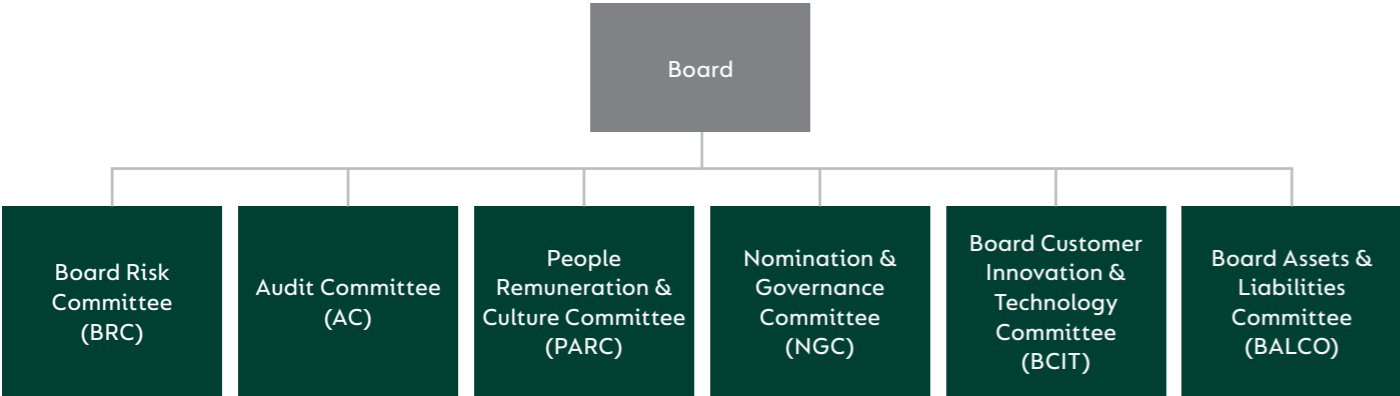 Board
Board Risk
Committee
(BRC)
Audit Committee
(AC)
People
Remuneration &
Culture Committee
(PARC)
Nomination &
Governance
Committee
(NGC)
Board Customer
Innovation &
Technology
Committee
(BCIT)
Board Assets &
Liabilities
Committee
(BALCO)